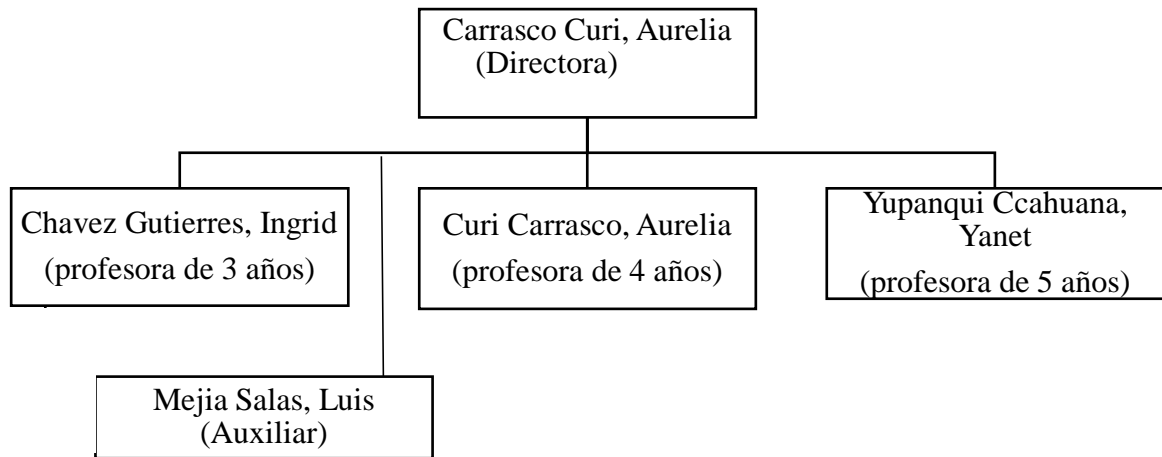 Carrasco Curi, Aurelia
(Directora)
Chavez Gutierres, Ingrid
(profesora de 3 años)
Curi Carrasco, Aurelia
(profesora de 4 años)
Yupanqui Ccahuana,
Yanet
(profesora de 5 años)
Mejia Salas, Luis
(Auxiliar)